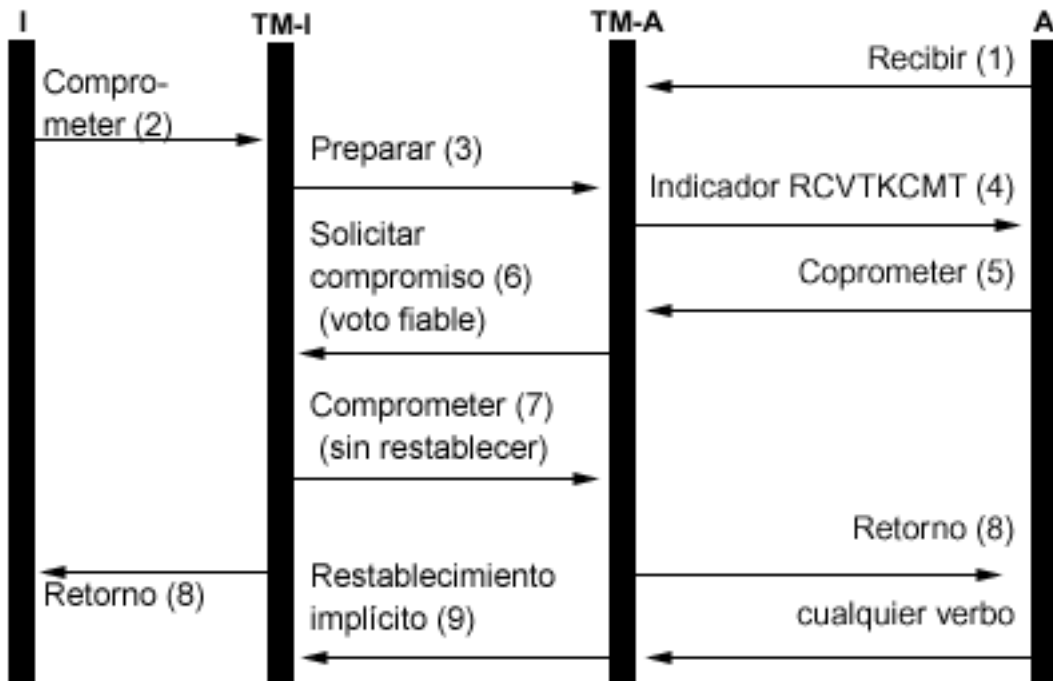 I
TM-I
TM-A
A
Recibir (1)
Compro-
meter (2)
Preparar (3)
Indicador RCVTKCMT (4)
Solicitar
compromiso (6)
(voto fiable)
Coprometer (5)
Comprometer (7)
(sin restablecer)
Retorno (8)
Retorno (8)
Restablecimiento
implícito (9)
cualquier verbo